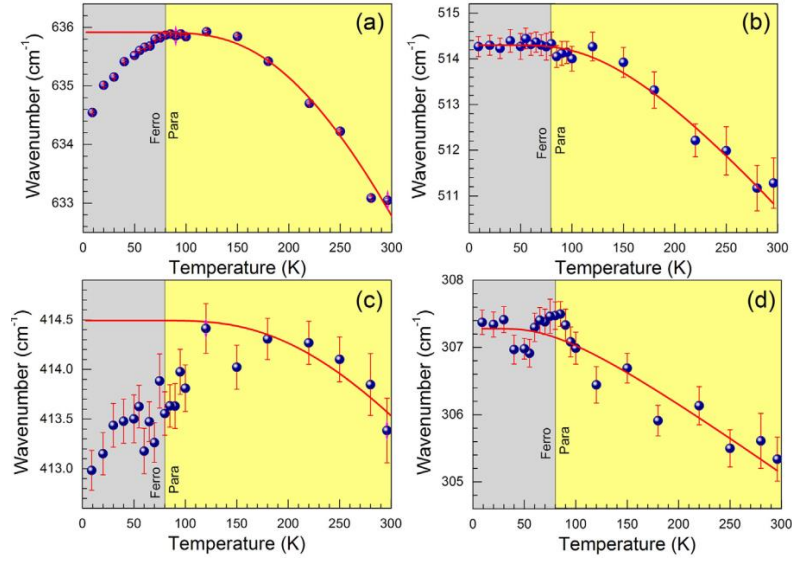 (a)
Wavenumber (cm⁻¹)
636
635
634
633
Ferro
Para
0 50 100 150 200 250 300
Temperature (K)
(b)
Wavenumber (cm⁻¹)
515
514
513
512
511
Ferro
Para
0 50 100 150 200 250 300
Temperature (K)
(c)
Wavenumber (cm⁻¹)
414.5
414.0
413.5
413.0
Ferro
Para
0 50 100 150 200 250 300
Temperature (K)
(d)
Wavenumber (cm⁻¹)
308
307
306
305
Ferro
Para
0 50 100 150 200 250 300
Temperature (K)